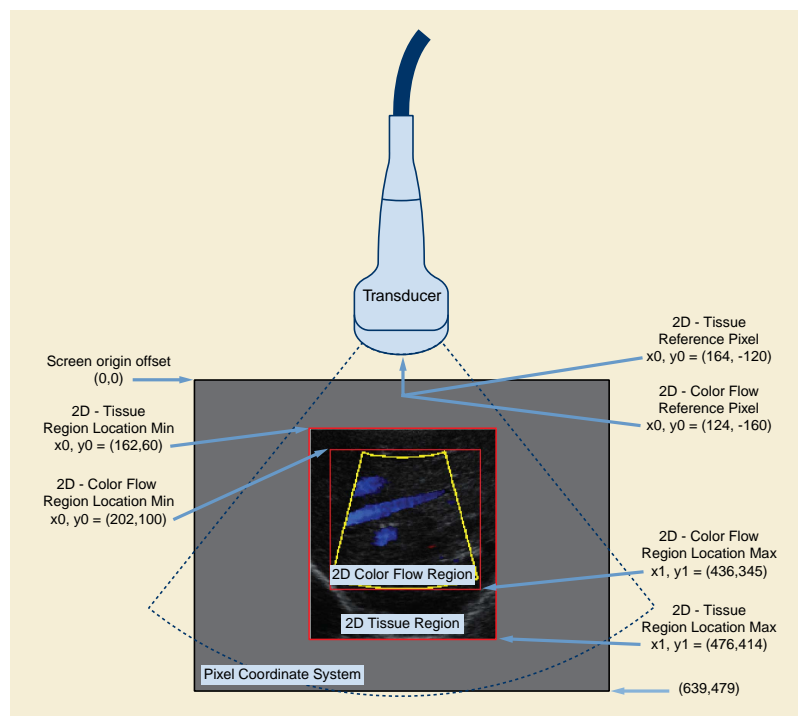 Transducer
2D - Tissue
Reference Pixel
x0, y0 = (164, -120)
Screen origin offset
(0,0)
2D - Color Flow
Reference Pixel
x0, y0 = (124, -160)
2D - Tissue
Region Location Min
x0, y0 = (162,60)
2D - Color Flow
Region Location Min
x0, y0 = (202,100)
2D - Color Flow
Region Location Max
x1, y1 = (436,345)
2D Color Flow Region
2D - Tissue
Region Location Max
x1, y1 = (476,414)
2D Tissue Region
Pixel Coordinate System
(639,479)